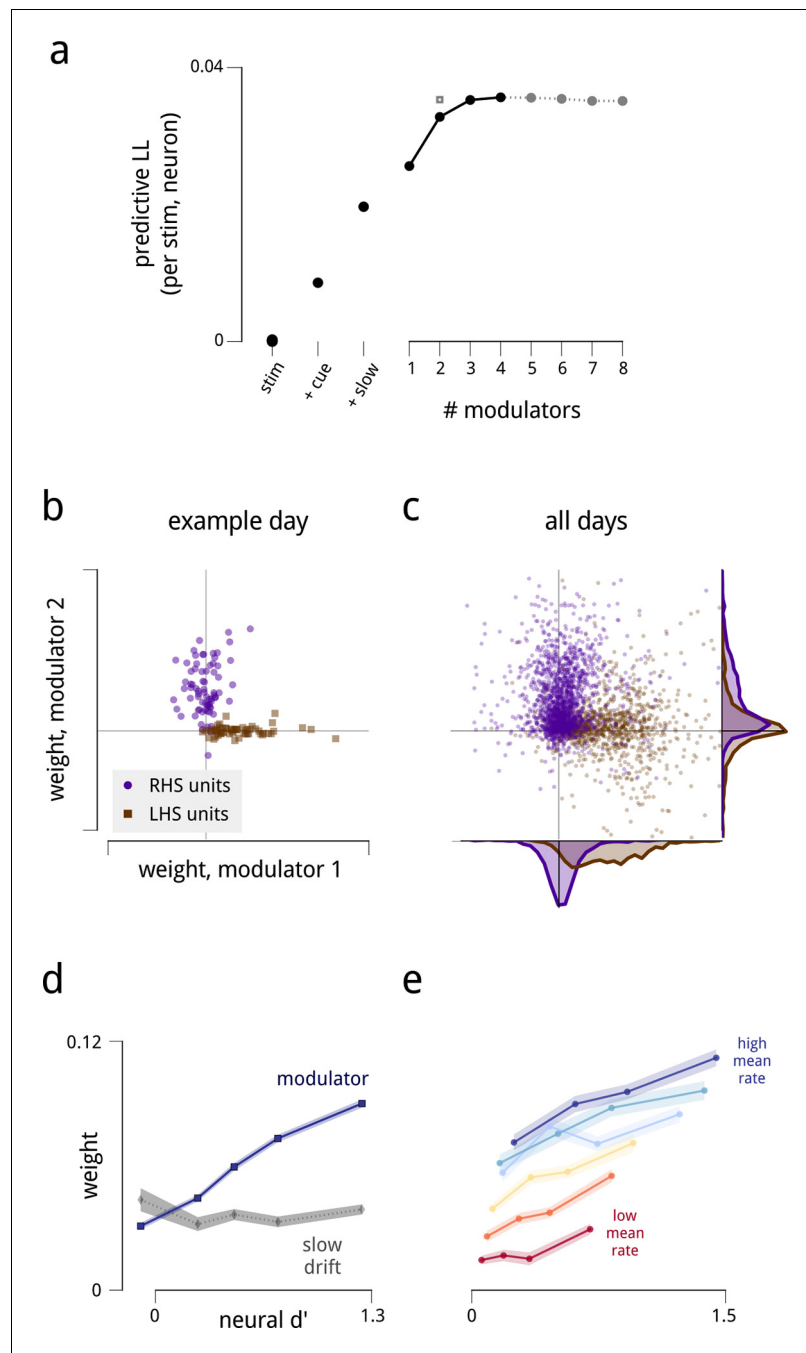 a
0.04
predictive LL
(per stim, neuron)
0
stim
+ cue
+ slow
1 2 3 4 5 6 7 8
# modulators
b
example day
weight, modulator 2
RHS units
LHS units
weight, modulator 1
c
all days
d
0.12
weight
modulator
slow
drift
0
0 neural d' 1.3
e
high
mean
rate
low
mean
rate
0 1.5